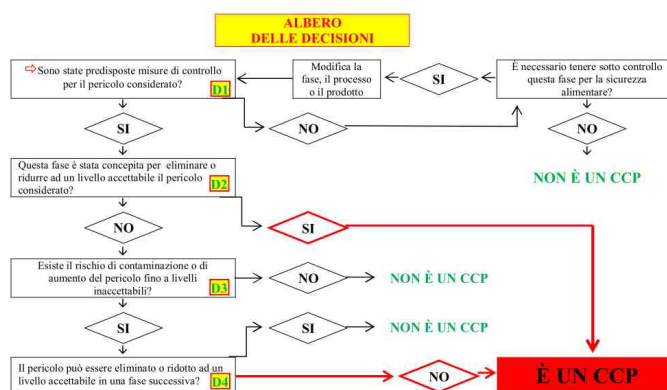 ALBERO
DELLE DECISIONI
⇨Sono state predisposte misure di controllo
per il pericolo considerato?
D1
Modifica la
fase, il processo
o il prodotto
SI
È necessario tenere sotto controllo
questa fase per la sicurezza
alimentare?
SI
NO
NO
NON È UN CCP
Questa fase è stata concepita per eliminare o
ridurre ad un livello accettabile il pericolo
considerato?
D2
NO
SI
Esiste il rischio di contaminazione o di
aumento del pericolo fino a livelli
inaccettabili?
D3
NO
NON È UN CCP
SI
SI
NON È UN CCP
Il pericolo può essere eliminato o ridotto ad un
livello accettabile in una fase successiva?
D4
NO
È UN CCP